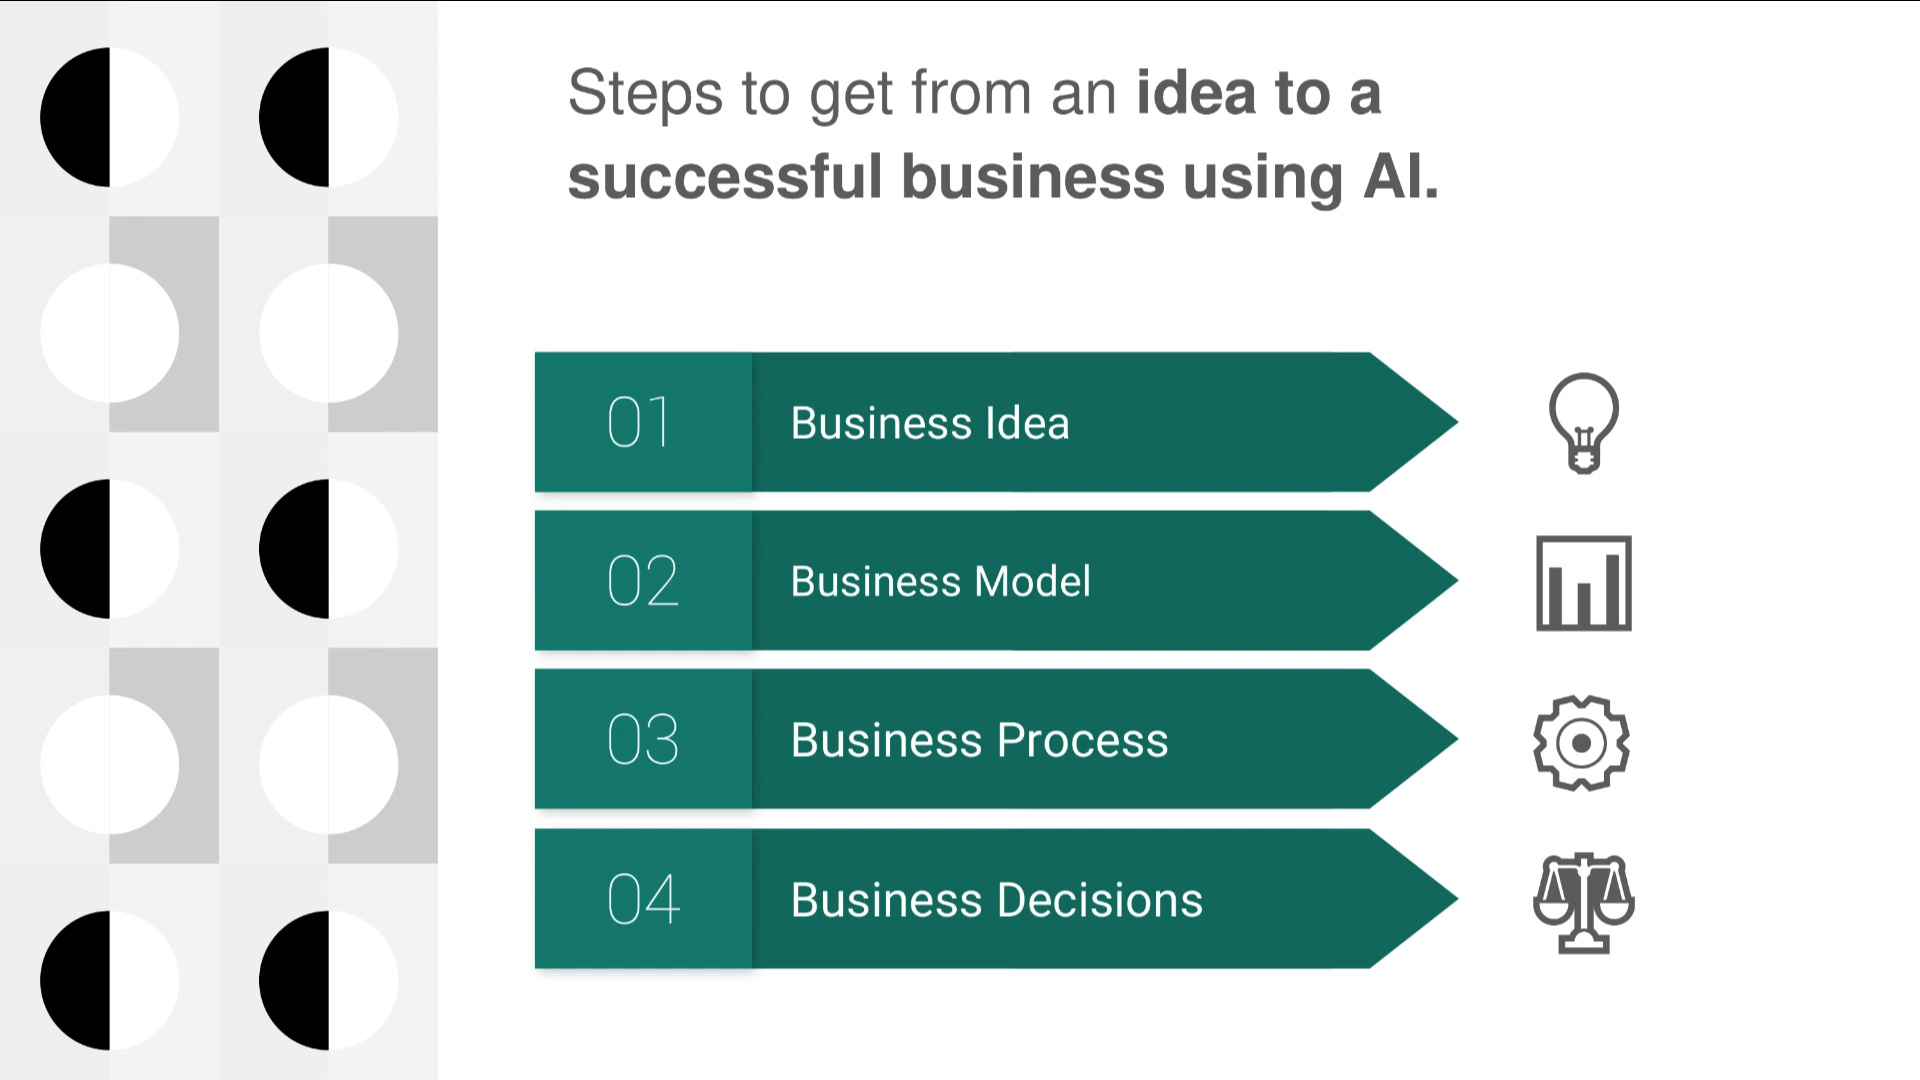 Steps to get from an idea to a
successful business using AI.
01 Business Idea
02 Business Model
03 Business Process
04 Business Decisions